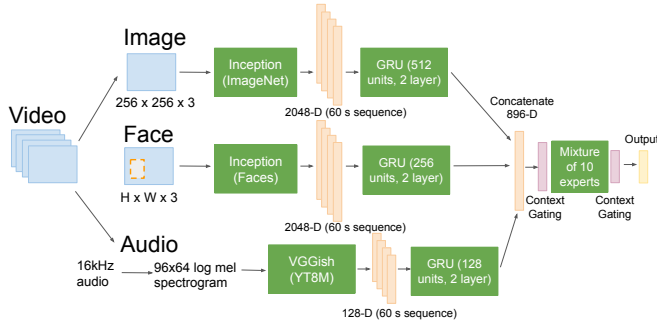 Video
Image
256 x 256 x 3
Inception
(ImageNet)
2048-D (60 s sequence)
GRU (512
units, 2 layer)
Face
H x W x 3
Inception
(Faces)
2048-D (60 s sequence)
GRU (256
units, 2 layer)
Audio
16kHz
audio
96x64 log mel
spectrogram
VGGish
(YT8M)
128-D (60 s sequence)
GRU (128
units, 2 layer)
Concatenate
896-D
Context
Gating
Mixture
of 10
experts
Context
Gating
Output